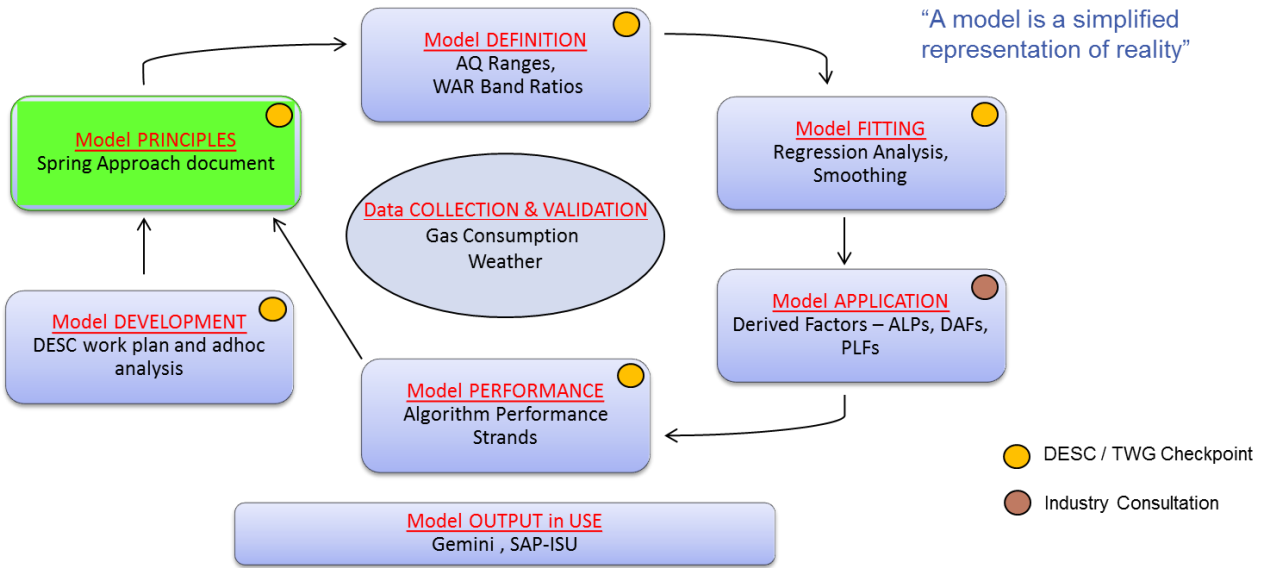 “A model is a simplified
representation of reality”
Model DEFINITION
AQ Ranges,
WAR Band Ratios
Model PRINCIPLES
Spring Approach document
Model FITTING
Regression Analysis,
Smoothing
Data COLLECTION & VALIDATION
Gas Consumption
Weather
Model DEVELOPMENT
DESC work plan and adhoc
analysis
Model APPLICATION
Derived Factors – ALPs, DAFs,
PLFs
Model PERFORMANCE
Algorithm Performance
Strands
DESC / TWG Checkpoint
Industry Consultation
Model OUTPUT in USE
Gemini , SAP-ISU